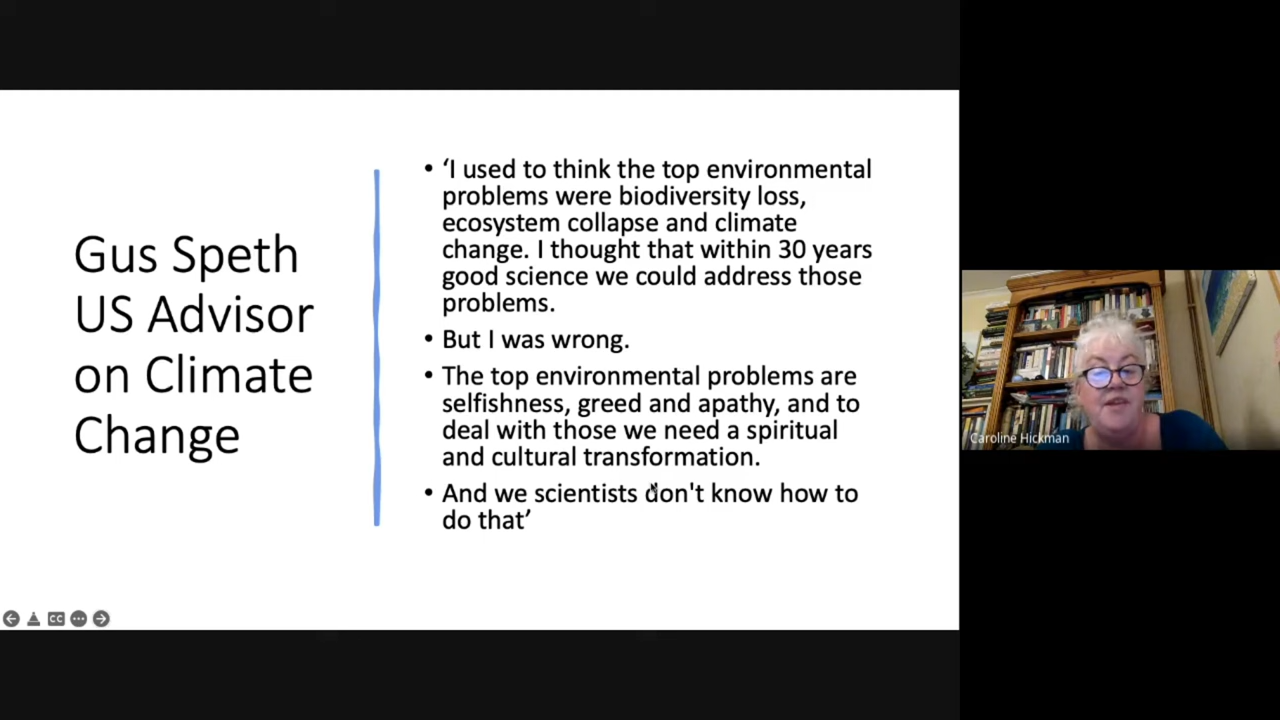 Gus Speth
US Advisor
on Climate
Change
• ‘I used to think the top environmental
problems were biodiversity loss,
ecosystem collapse and climate
change. I thought that within 30 years
good science we could address those
problems.
• But I was wrong.
• The top environmental problems are
selfishness, greed and apathy, and to
deal with those we need a spiritual
and cultural transformation.
• And we scientists don't know how to
do that’
CC
Caroline Hickman